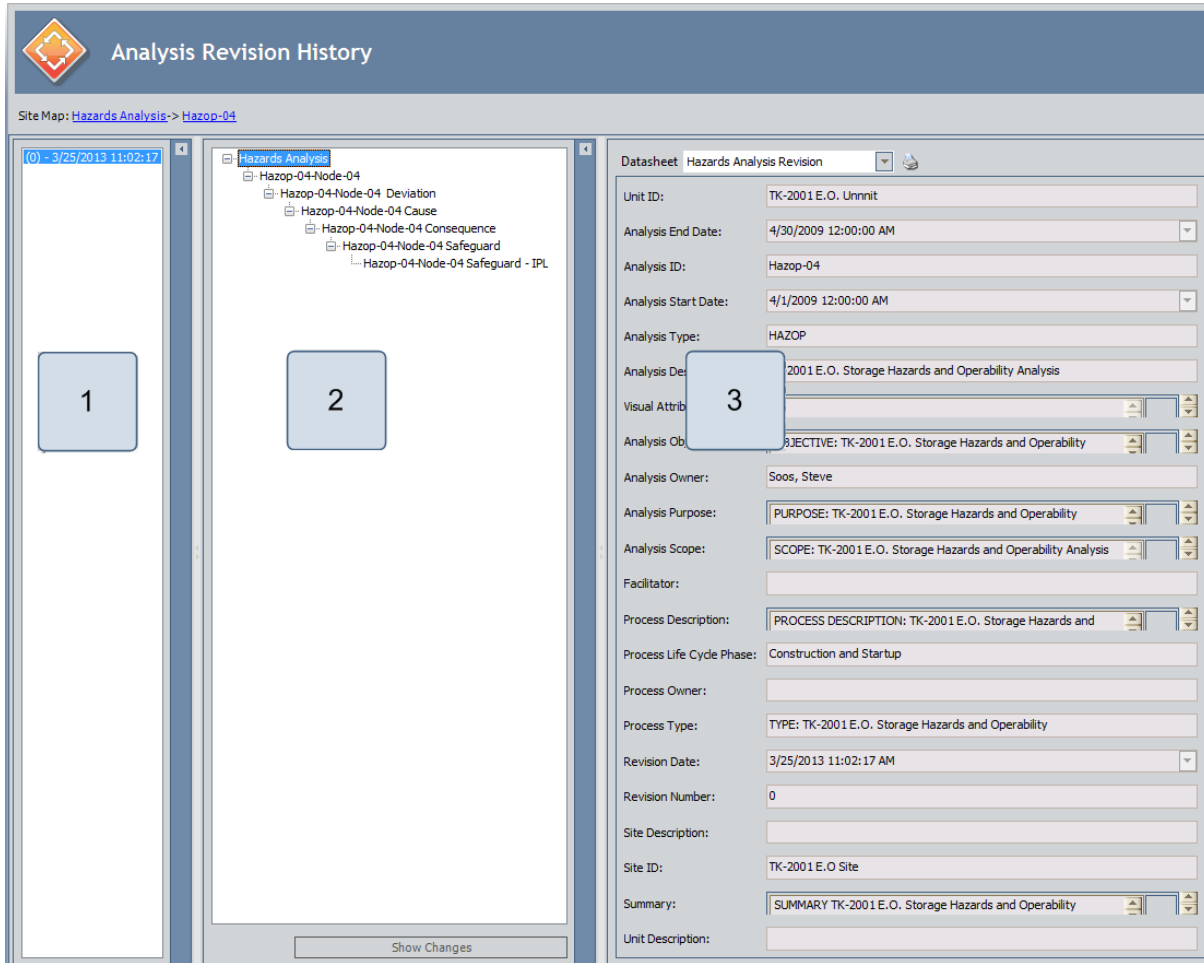 Analysis Revision History
Site Map: Hazards Analysis-> Hazop-04
(0) - 3/25/2013 11:02:17
Hazards Analysis
Hazop-04-Node-04
Hazop-04-Node-04 Deviation
Hazop-04-Node-04 Cause
Hazop-04-Node-04 Consequence
Hazop-04-Node-04 Safeguard
Hazop-04-Node-04 Safeguard - IPL
1
2
Show Changes
Datasheet Hazards Analysis Revision
Unit ID: TK-2001 E.O. Unnnit
Analysis End Date: 4/30/2009 12:00:00 AM
Analysis ID: Hazop-04
Analysis Start Date: 4/1/2009 12:00:00 AM
Analysis Type: HAZOP
Analysis 2001 E.O. Storage Hazards and Operability Analysis
Visual
3
Analysis TK-2001 E.O. Storage Hazards and Operability
Analysis Owner: Soos, Steve
Analysis Purpose: PURPOSE: TK-2001 E.O. Storage Hazards and Operability
Analysis Scope: SCOPE: TK-2001 E.O. Storage Hazards and Operability Analysis
Facilitator:
Process Description: PROCESS DESCRIPTION: TK-2001 E.O. Storage Hazards and
Process Life Cycle Phase: Construction and Startup
Process Owner:
Process Type: TYPE: TK-2001 E.O. Storage Hazards and Operability
Revision Date: 3/25/2013 11:02:17 AM
Revision Number: 0
Site Description:
Site ID: TK-2001 E.O Site
Summary: SUMMARY TK-2001 E.O. Storage Hazards and Operability
Unit Description: